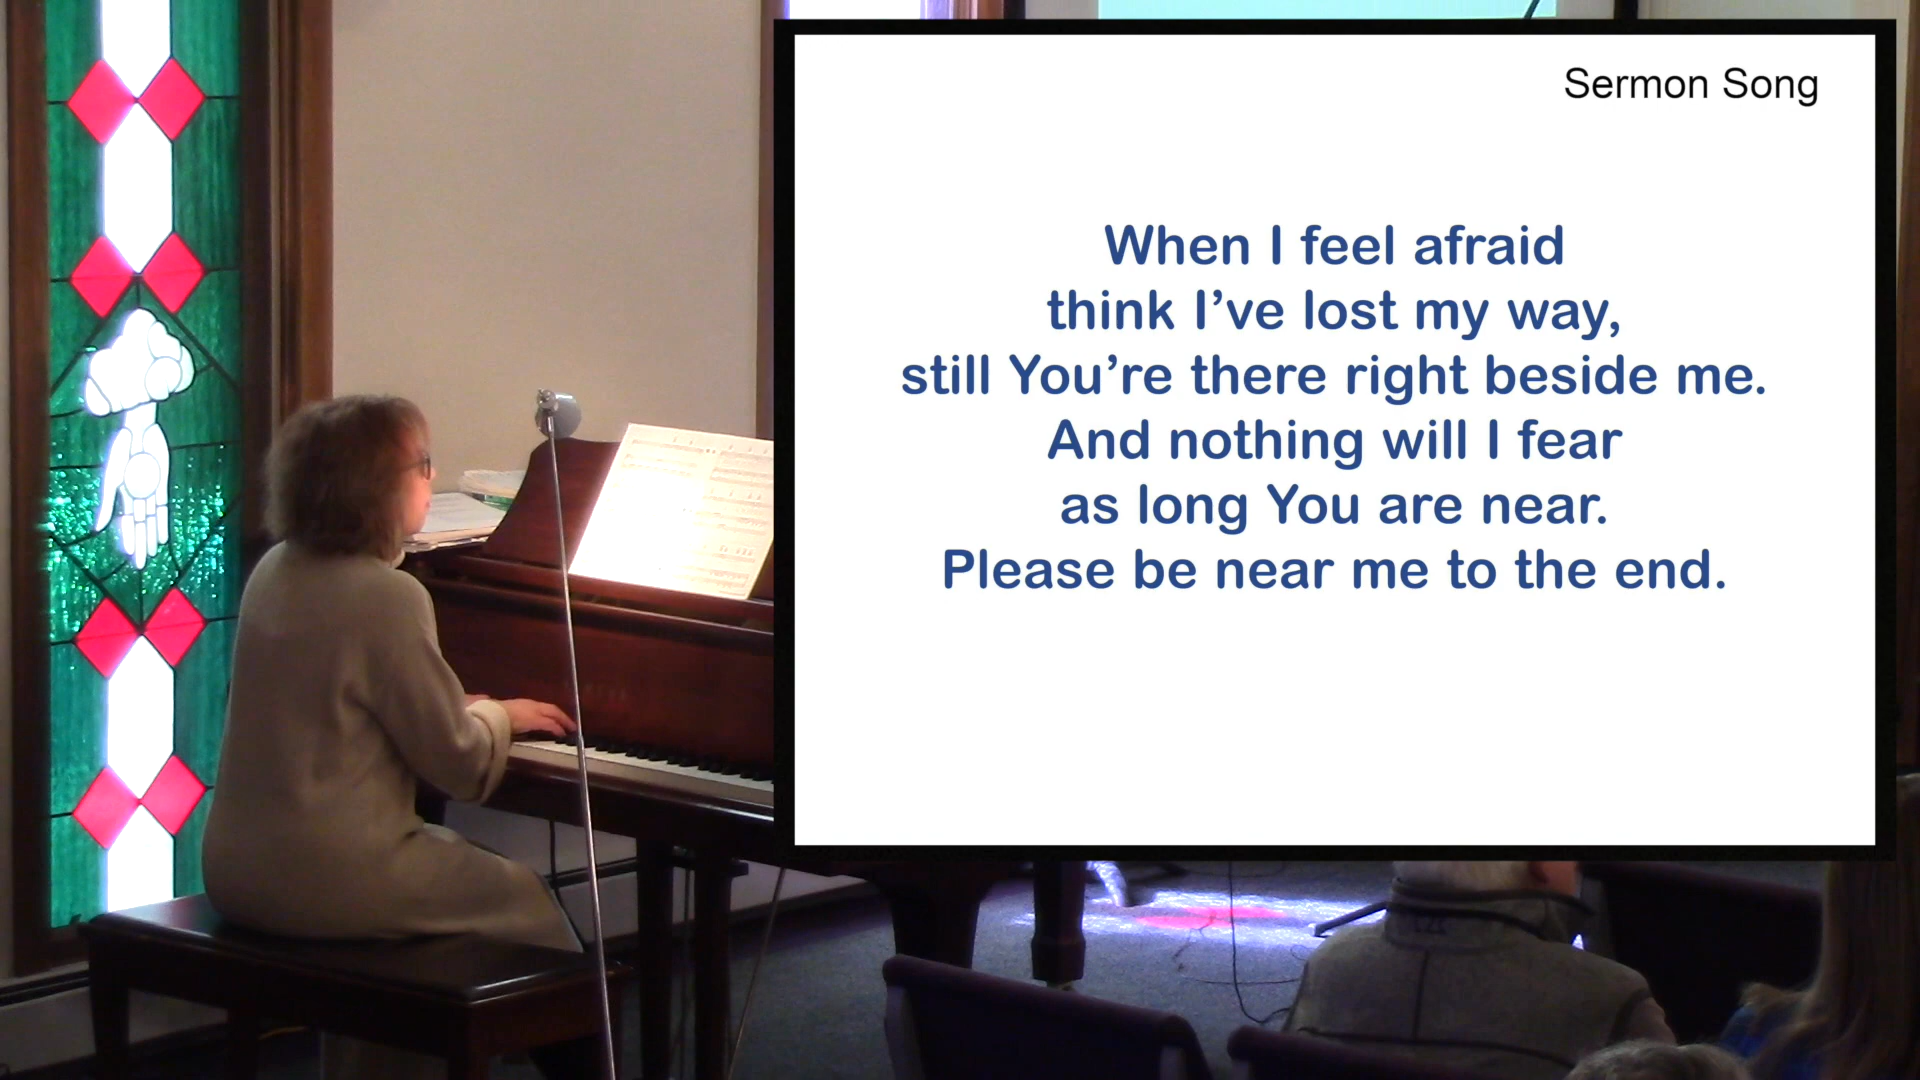 Sermon Song
When I feel afraid
think I’ve lost my way,
still You’re there right beside me.
And nothing will I fear
as long You are near.
Please be near me to the end.